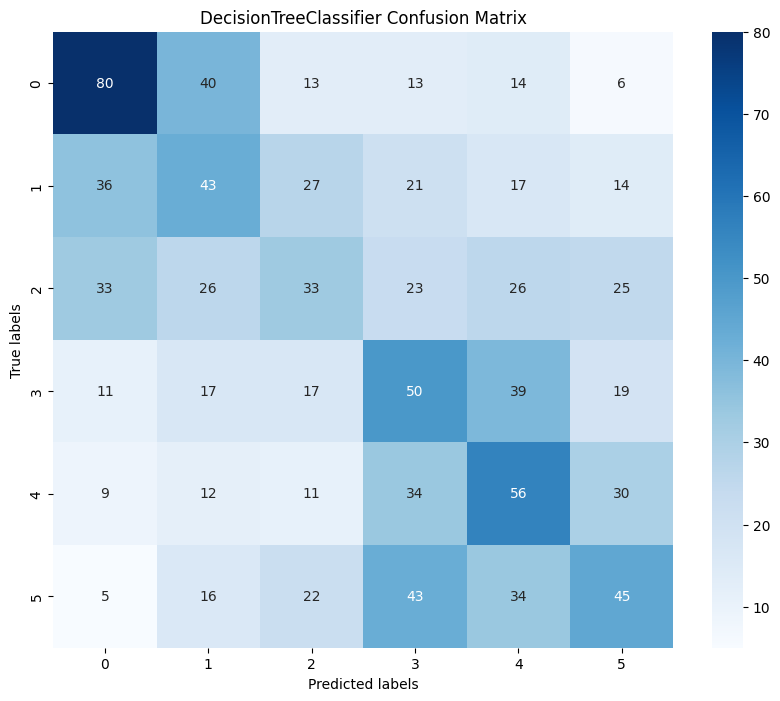 DecisionTreeClassifier Confusion Matrix
80
0
80 40 13 13 14 6
70
1
36 43 27 21 17 14
60
50
2
33 26 33 23 26 25
True labels
40
3
11 17 17 50 39 19
30
4
9 12 11 34 56 30
20
5
5 16 22 43 34 45
10
0 1 2 3 4 5
Predicted labels